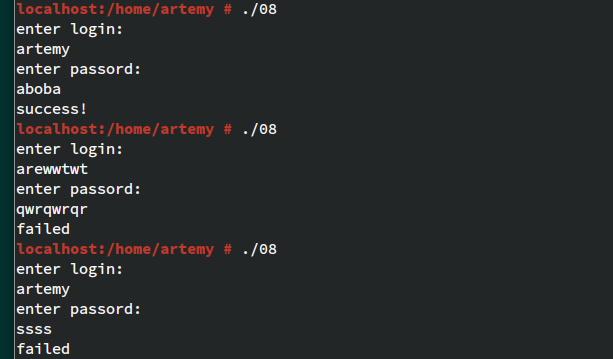 localhost:/home/artemy # ./08
enter login:
artemy
enter passord:
aboba
success!
localhost:/home/artemy # ./08
enter login:
arewwtwt
enter passord:
qwrqwrqr
failed
localhost:/home/artemy # ./08
enter login:
artemy
enter passord:
ssss
failed